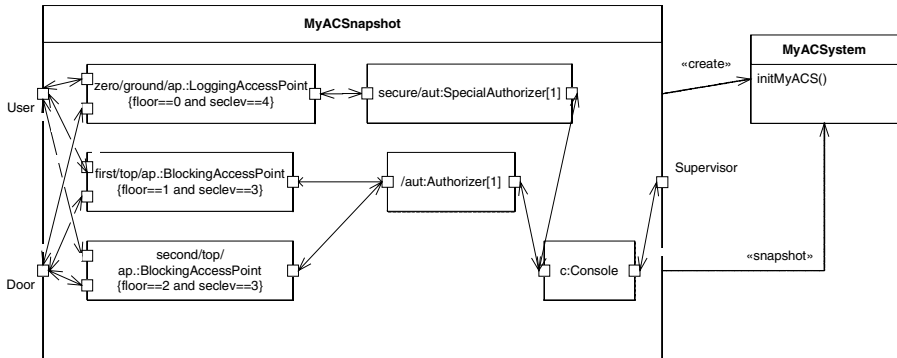 MyACSnapshot
MyACSystem
initMyACS()
«create»
zero/ground/ap.:LoggingAccessPoint
{floor==0 and seclev==4}
secure/aut:SpecialAuthorizer[1]
User
first/top/ap.:BlockingAccessPoint
{floor==1 and seclev==3}
/aut:Authorizer[1]
Supervisor
second/top/
ap.:BlockingAccessPoint
{floor==2 and seclev==3}
c:Console
«snapshot»
Door